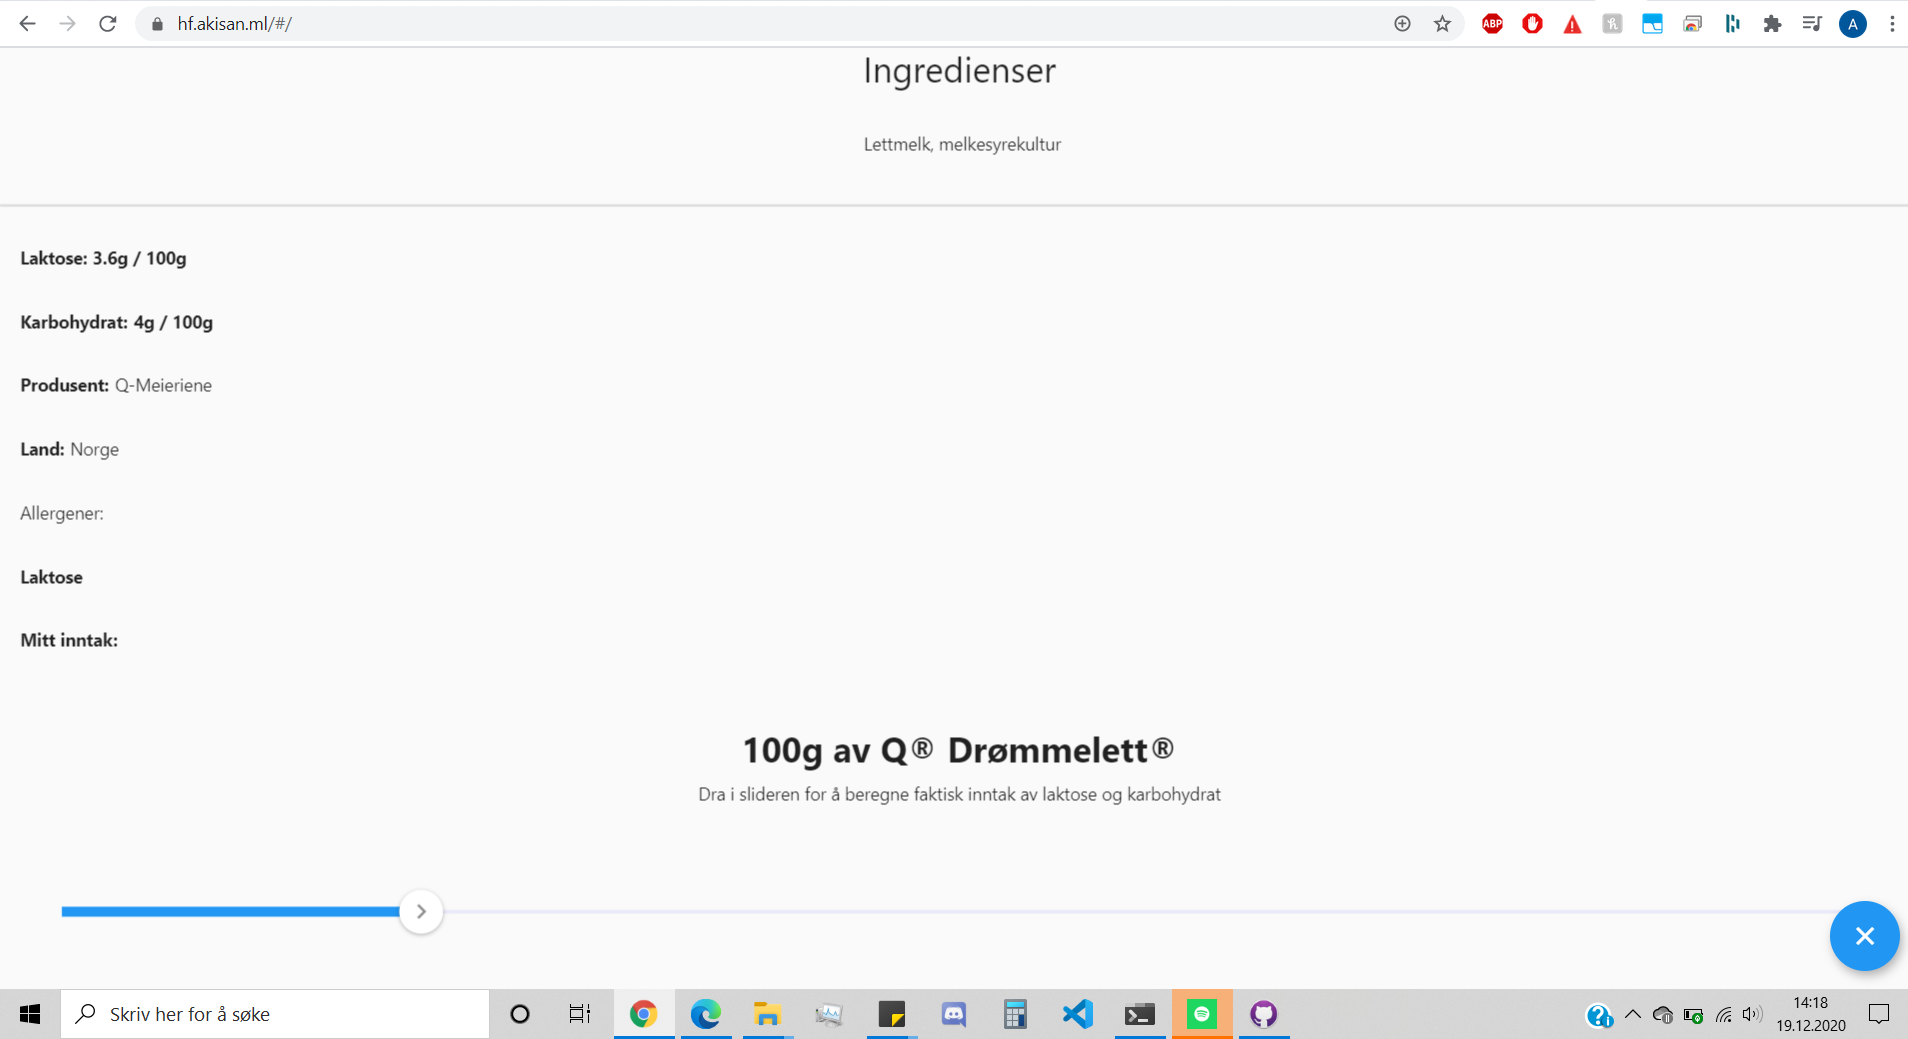 hf.akisan.ml/#/
ABP
A
Ingredienser
Lettmelk, melkesyrekultur
Laktose: 3.6g / 100g
Karbohydrat: 4g / 100g
Produsent: Q-Meieriene
Land: Norge
Allergener:
Laktose
Mitt inntak:
100g av Q® Drømmelett®
Dra i slideren for å beregne faktisk inntak av laktose og karbohydrat
Skriv her for å søke
14:18
19.12.2020